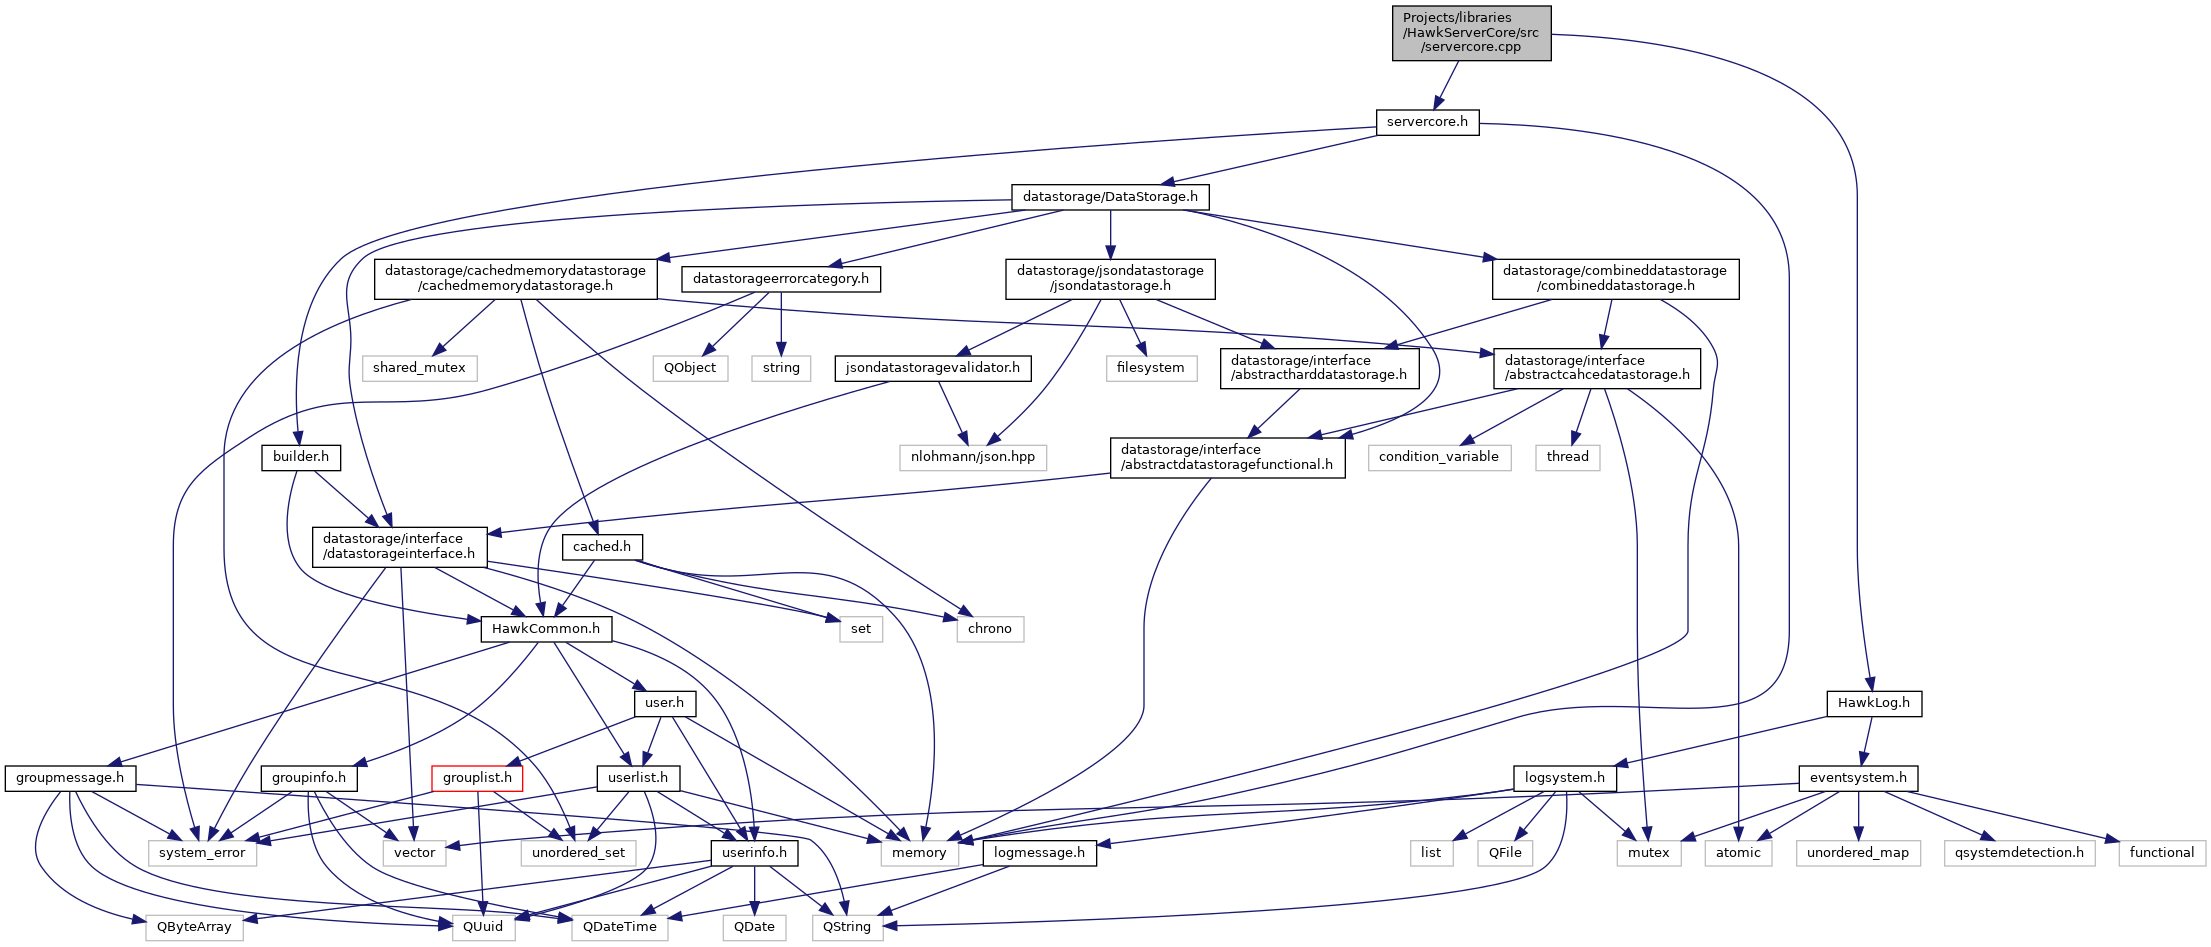 Projects/libraries
/HawkServerCore/src
/servercore.cpp
servercore.h
datastorage/DataStorage.h
datastorage/cachedmemorydatastorage
/cachedmemorydatastorage.h
datastorageerrorcategory.h
datastorage/jsondatastorage
/jsondatastorage.h
datastorage/combineddatastorage
/combineddatastorage.h
shared_mutex
QObject
string
jsondatastoragevalidator.h
filesystem
datastorage/interface
/abstractharddatastorage.h
datastorage/interface
/abstractcahcedatastorage.h
builder.h
nlohmann/json.hpp
datastorage/interface
/abstractdatastoragefunctional.h
condition_variable
thread
datastorage/interface
/datastorageinterface.h
cached.h
HawkCommon.h
set
chrono
user.h
HawkLog.h
groupmessage.h
groupinfo.h
grouplist.h
userlist.h
logsystem.h
eventsystem.h
system_error
vector
unordered_set
userinfo.h
memory
logmessage.h
list
QFile
mutex
atomic
unordered_map
qsystemdetection.h
functional
QByteArray
QUuid
QDateTime
QDate
QString